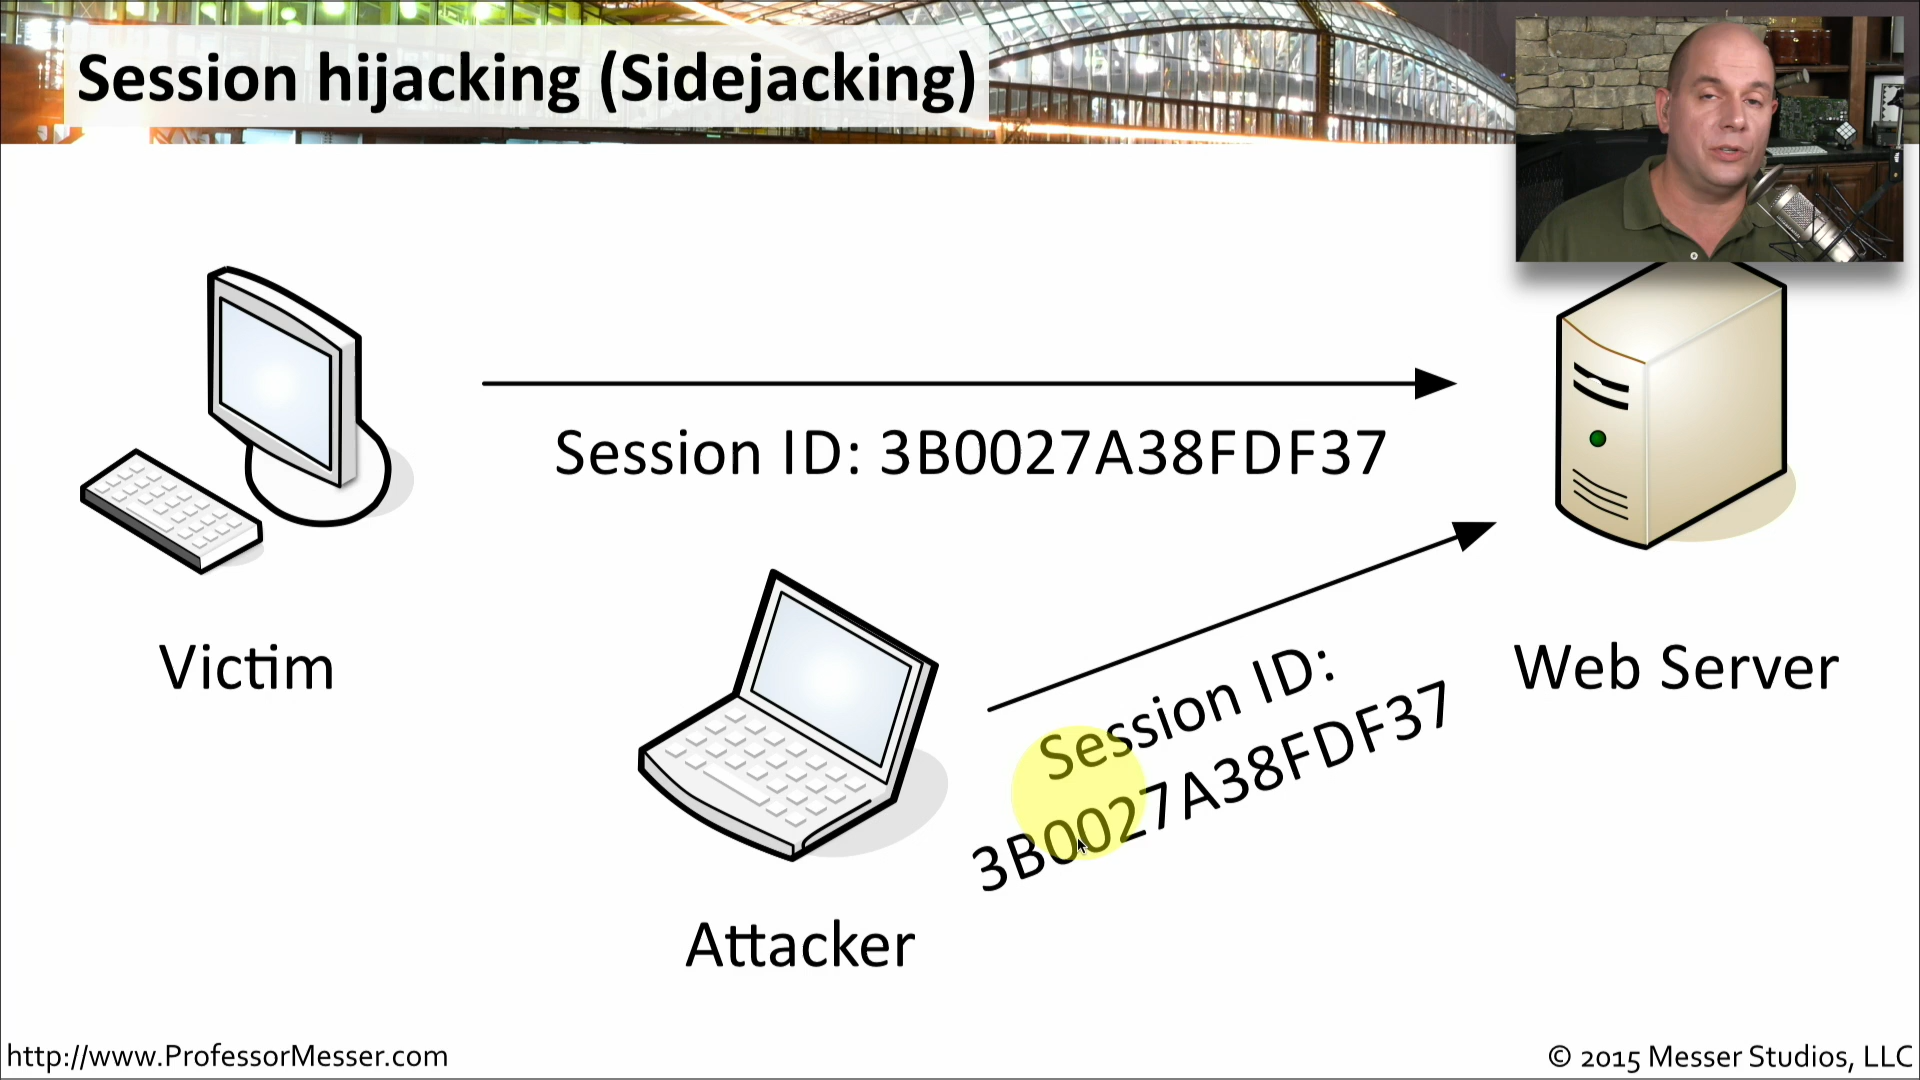 Session hijacking (Sidejacking)
Session ID: 3B0027A38FDF37
Victim
Web Server
Session ID:
3B0027A38FDF37
Attacker
http://www.ProfessorMesser.com
© 2015 Messer Studios, LLC